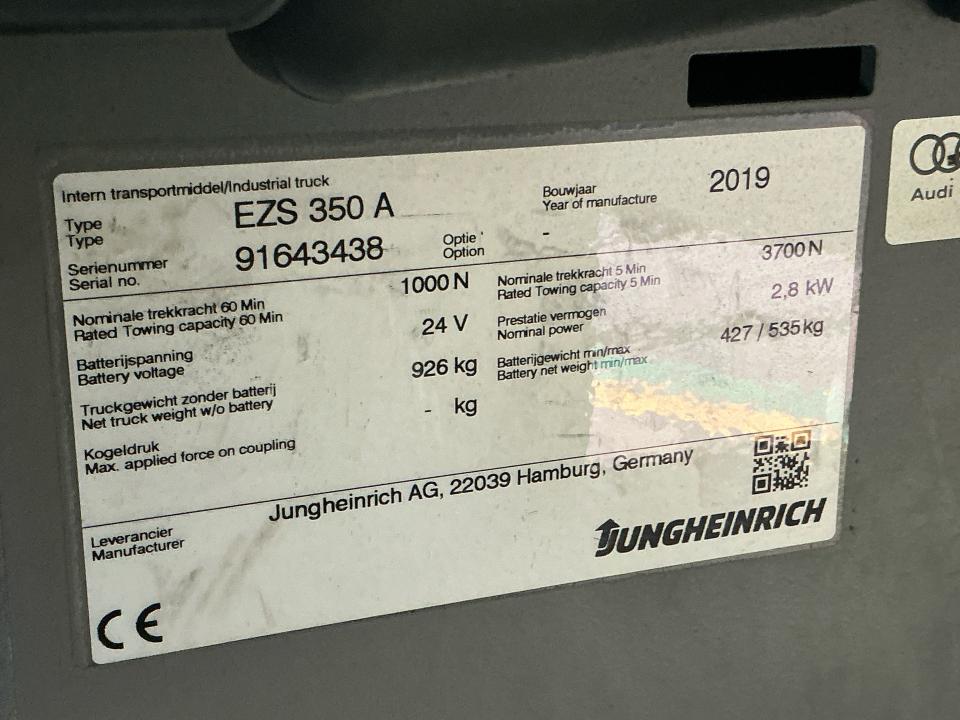 Intern transportmiddel/Industrial truck
Type
Type
EZS 350 A
Bouwjaar
Year of manufacture
2019
Serienummer
Serial no.
91643438
Optie
Option
-
Nominale trekkracht 60 Min
Rated Towing capacity 60 Min
1000 N
Nominale trekkracht 5 Min
Rated Towing capacity 5 Min
3700 N
Batterijspanning
Battery voltage
24 V
Prestatie vermogen
Nominal power
2,8 kW
Truckgewicht zonder batterij
Net truck weight w/o battery
926 kg
Batterijgewicht min/max
Battery net weight min/max
427 / 535 kg
Kogeldruk
Max. applied force on coupling
- kg
Leverancier
Manufacturer
Jungheinrich AG, 22039 Hamburg, Germany
JUNGHEINRICH
CE
Audi